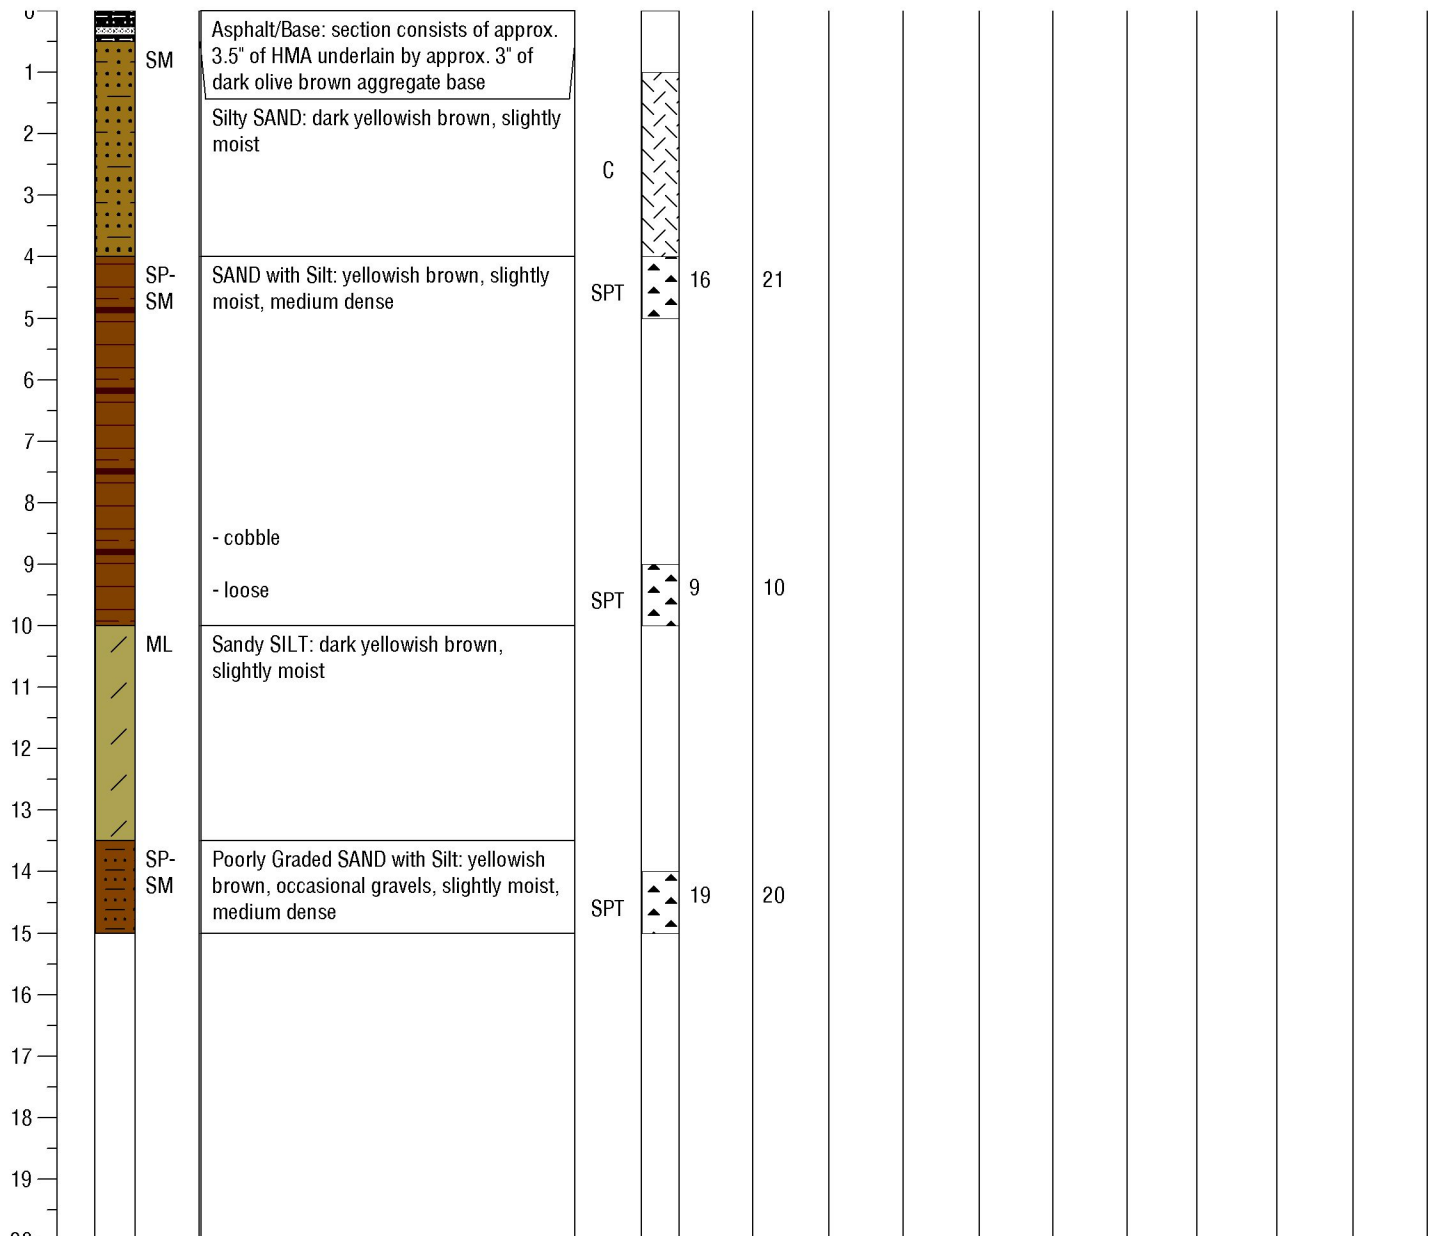 0
Asphalt/Base: section consists of approx.
3.5" of HMA underlain by approx. 3" of
dark olive brown aggregate base
SM
1
Silty SAND: dark yellowish brown, slightly
moist
2
C
3
4
SP-
SM
SAND with Silt: yellowish brown, slightly
moist, medium dense
SPT
16
21
5
6
7
8
- cobble
9
- loose
SPT
9
10
10
ML
Sandy SILT: dark yellowish brown,
slightly moist
11
12
13
SP-
SM
Poorly Graded SAND with Silt: yellowish
brown, occasional gravels, slightly moist,
medium dense
14
SPT
19
20
15
16
17
18
19
20